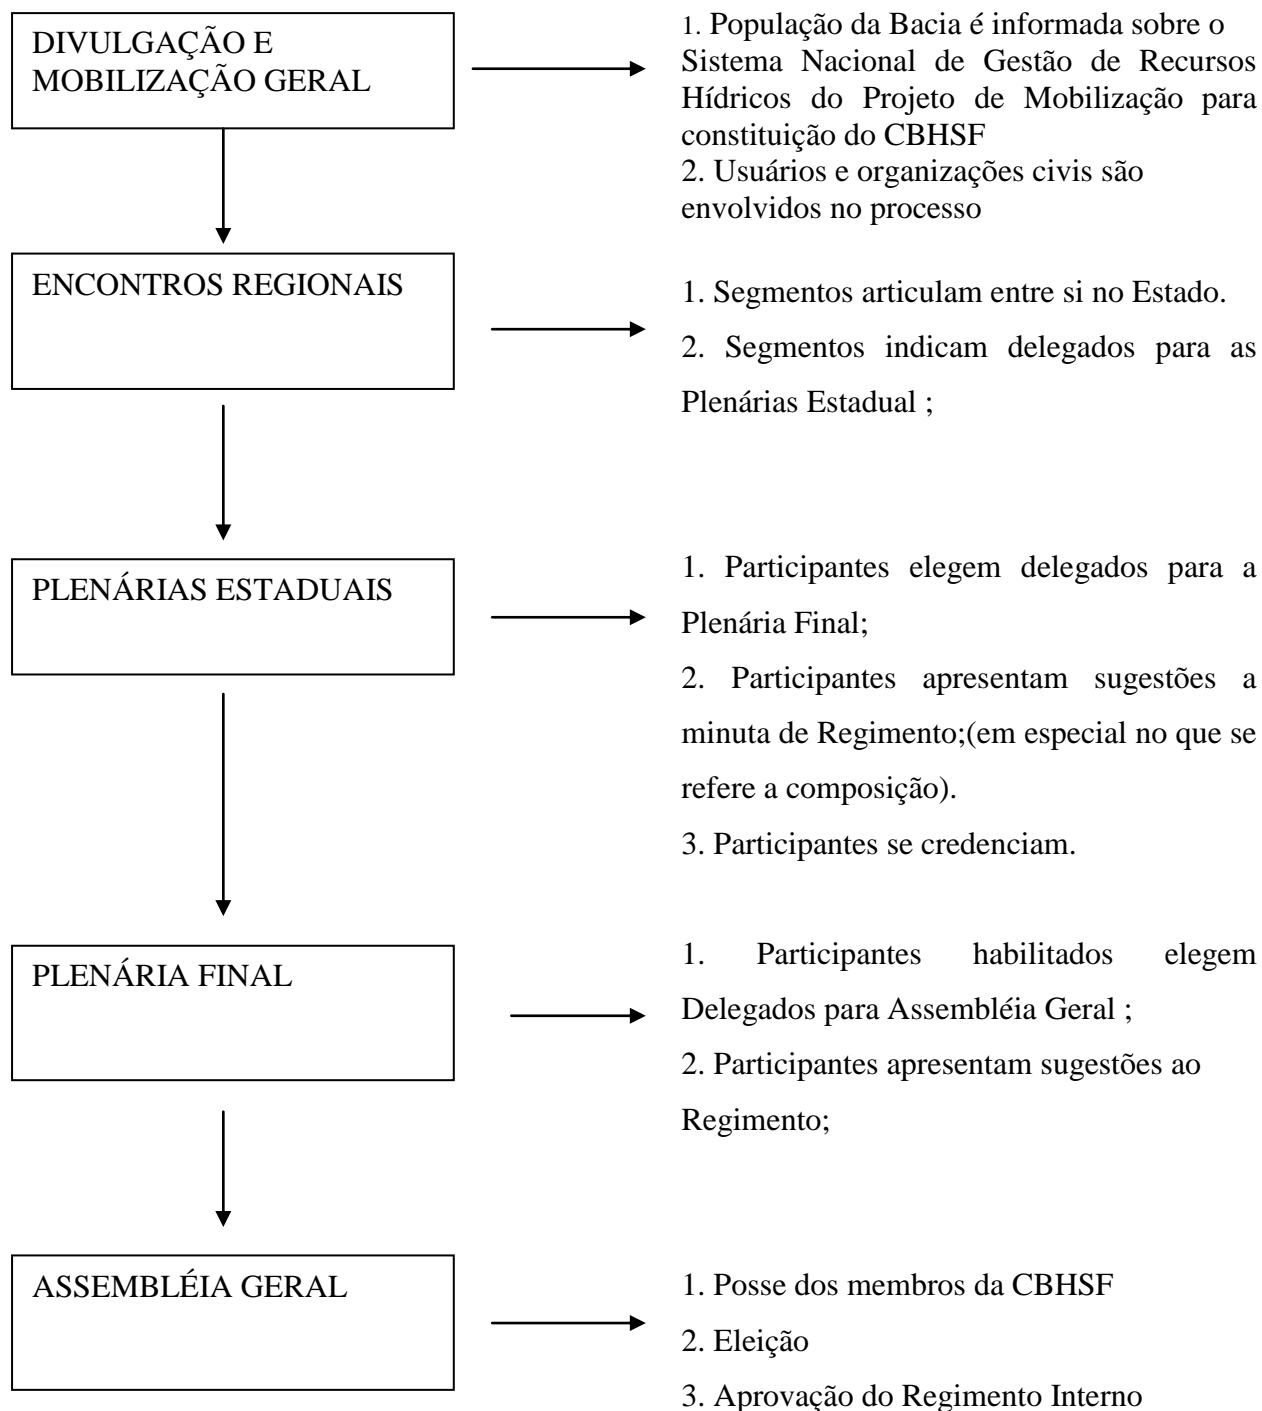 DIVULGAÇÃO E
MOBILIZAÇÃO GERAL
1. População da Bacia é informada sobre o
Sistema Nacional de Gestão de Recursos
Hídricos do Projeto de Mobilização para
constituição do CBHSF
2. Usuários e organizações civis são
envolvidos no processo
ENCONTROS REGIONAIS
1. Segmentos articulam entre si no Estado.
2. Segmentos indicam delegados para as
Plenárias Estadual ;
PLENÁRIAS ESTADUAIS
1. Participantes elegem delegados para a
Plenária Final;
2. Participantes apresentam sugestões a
minuta de Regimento;(em especial no que se
refere a composição).
3. Participantes se credenciam.
PLENÁRIA FINAL
1. Participantes habilitados elegem
Delegados para Assembléia Geral ;
2. Participantes apresentam sugestões ao
Regimento;
ASSEMBLÉIA GERAL
1. Posse dos membros da CBHSF
2. Eleição
3. Aprovação do Regimento Interno